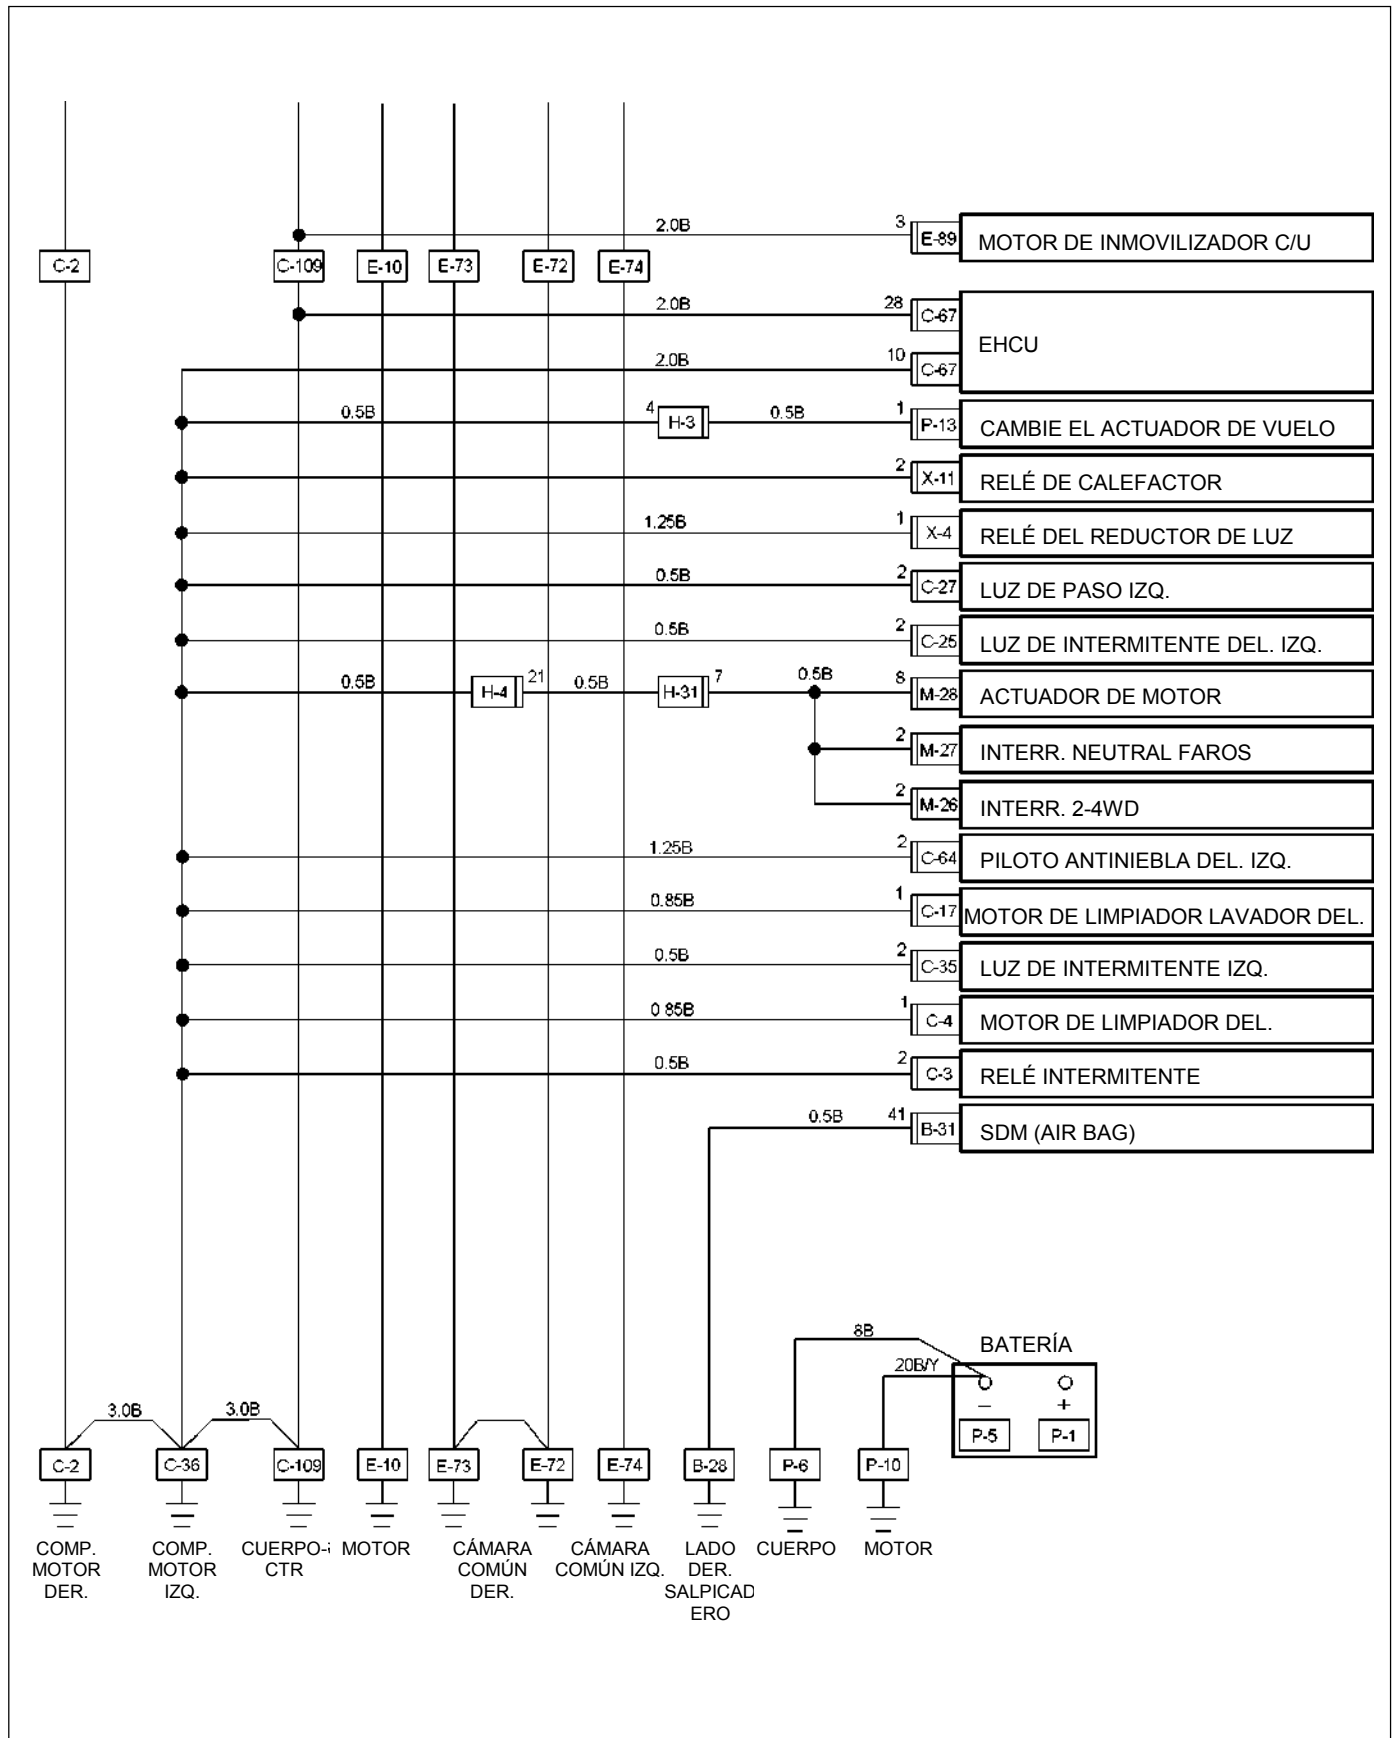 2.0B
3
E-89
MOTOR DE INMOVILIZADOR C/U
C-2
C-109
E-10
E-73
E-72
E-74
2.0B
28
C-67
EHCU
2.0B
10
C-67
0.5B
4
H-3
0.5B
1
P-13
CAMBIE EL ACTUADOR DE VUELO
2
X-11
RELÉ DE CALEFACTOR
1.25B
1
X-4
RELÉ DEL REDUCTOR DE LUZ
0.5B
2
C-27
LUZ DE PASO IZQ.
0.5B
2
C-25
LUZ DE INTERMITENTE DEL. IZQ.
0.5B
H-4
21
0.5B
H-31
7
0.5B
8
M-28
ACTUADOR DE MOTOR
2
M-27
INTERR. NEUTRAL FAROS
2
M-26
INTERR. 2-4WD
1.25B
2
C-64
PILOTO ANTINIEBLA DEL. IZQ.
0.85B
1
C-17
MOTOR DE LIMPIADOR LAVADOR DEL.
0.5B
2
C-35
LUZ DE INTERMITENTE IZQ.
0 85B
1
C-4
MOTOR DE LIMPIADOR DEL.
0.5B
2
C-3
RELÉ INTERMITENTE
0.5B
41
B-31
SDM (AIR BAG)
8B
BATERÍA
20B/Y
−
+
P-5
P-1
3.0B
3.0B
C-2
C-36
C-109
E-10
E-73
E-72
E-74
B-28
P-6
P-10
COMP.
MOTOR
DER.
COMP.
MOTOR
IZQ.
CUERPO-
CTR
MOTOR
CÁMARA
COMÚN
DER.
CÁMARA
COMÚN IZQ.
LADO
DER.
SALPICAD
ERO
CUERPO
MOTOR